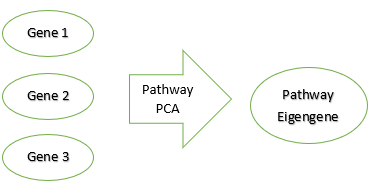 Gene 1
Gene 2
Gene 3
Pathway
PCA
Pathway
Eigengene